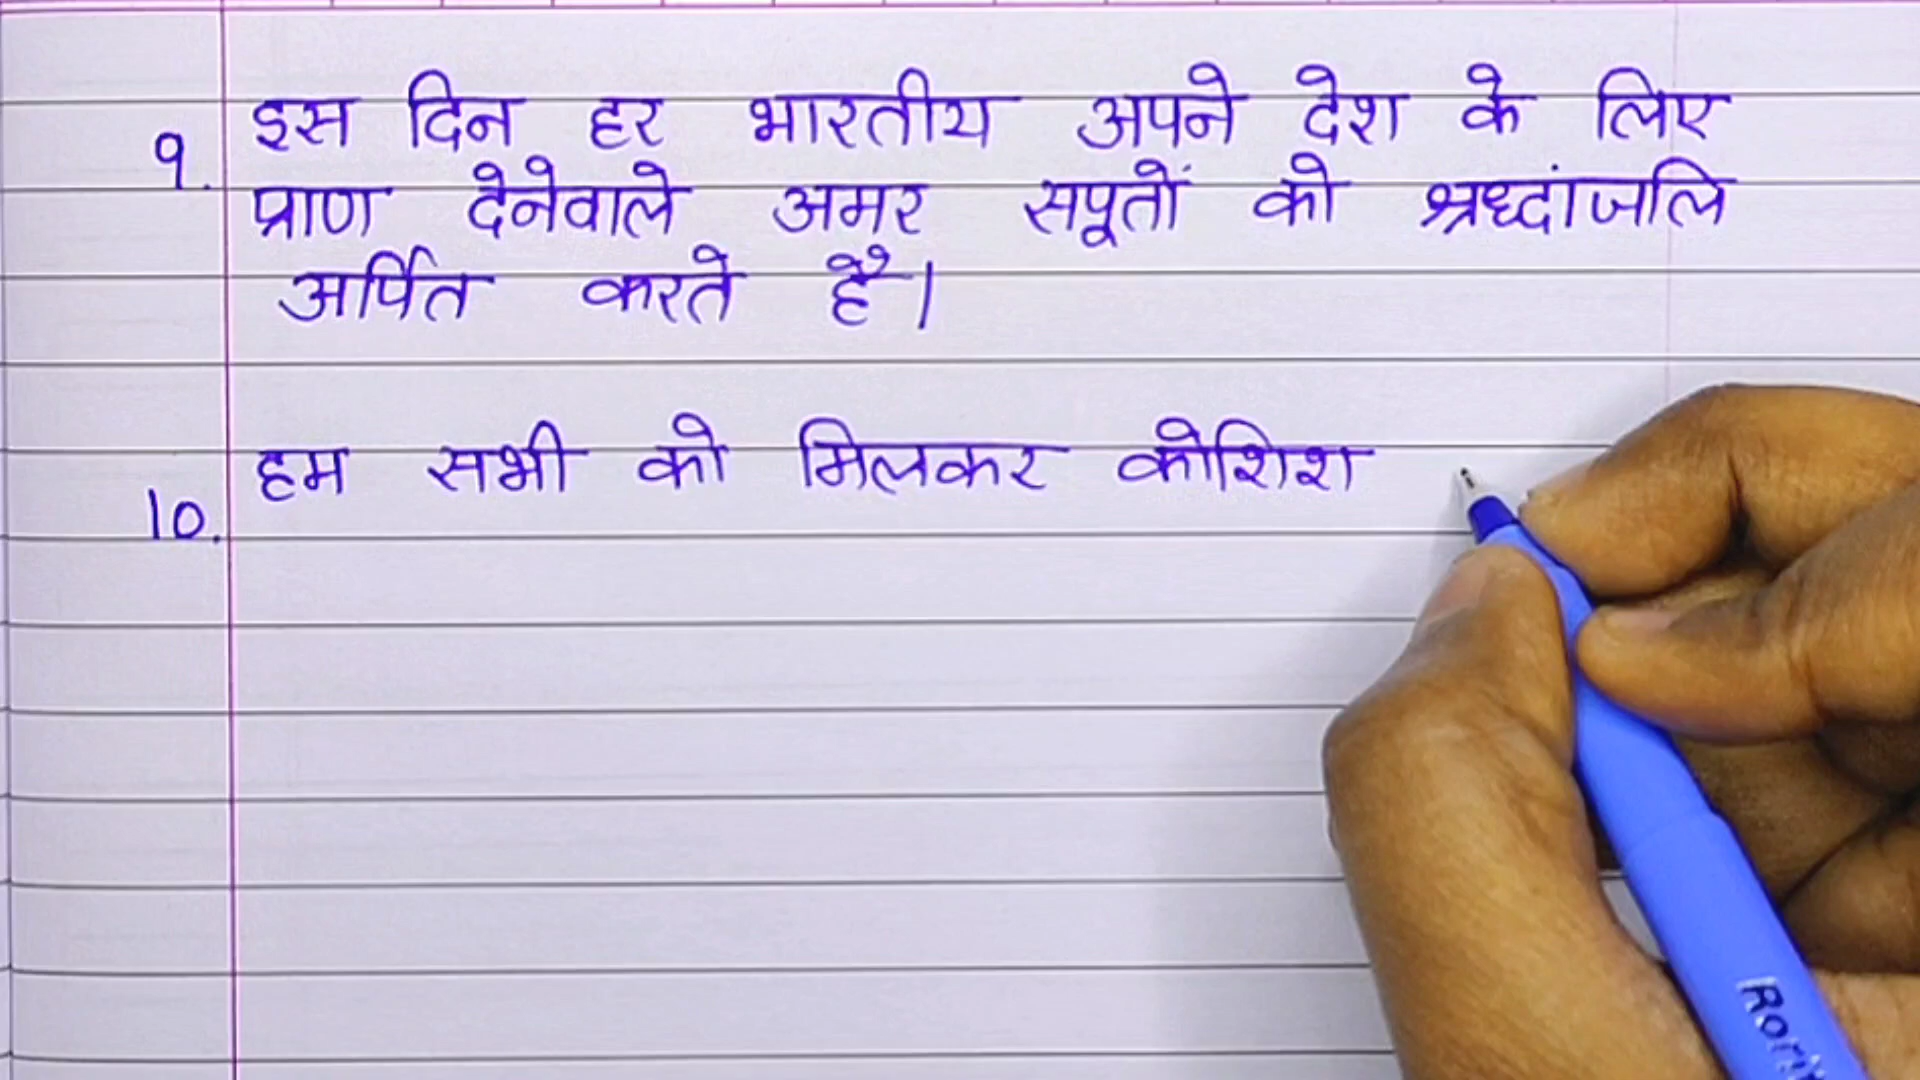 9. इस दिन हर भारतीय अपने देश के लिए
प्राण देनेवाले अमर सपूतों को श्रध्दांजलि
अर्पित करते है।
10. हम सभी को मिलकर कोशिश